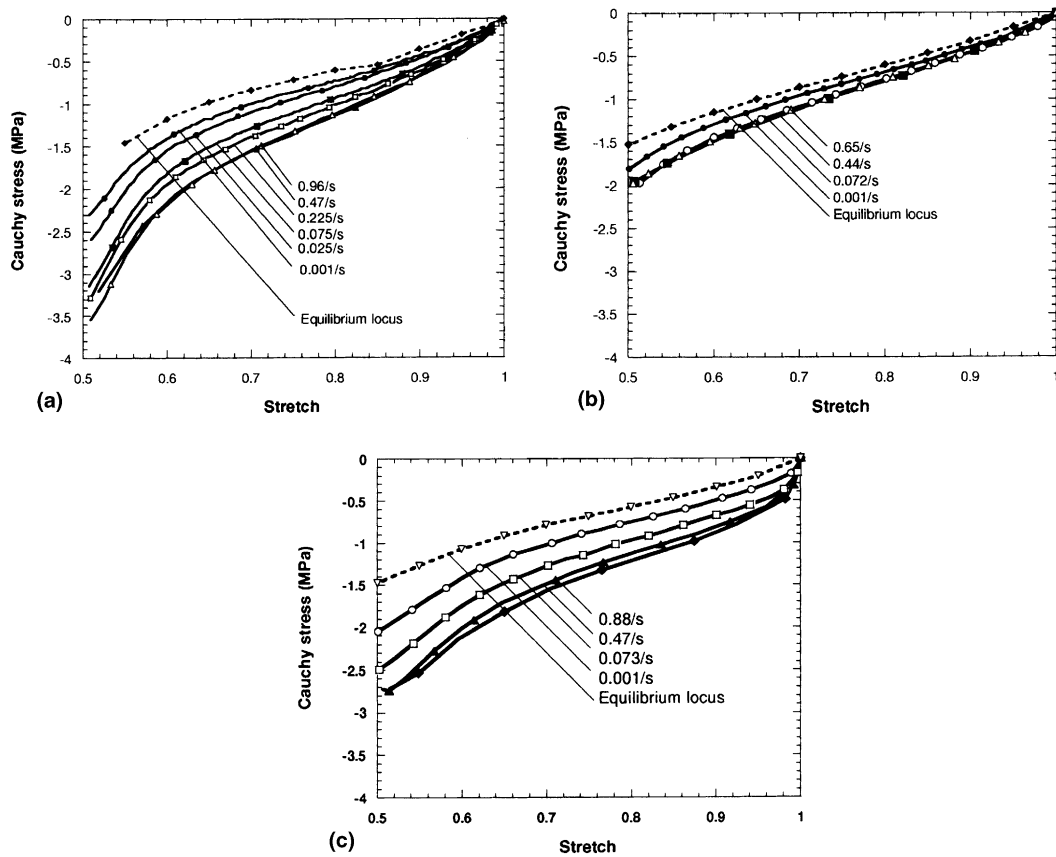 0
-0.5
-1
-1.5
-2
-2.5
-3
-3.5
-4
Cauchy stress (MPa)
0.96/s
0.47/s
0.225/s
0.075/s
0.025/s
0.001/s
Equilibrium locus
0.5 0.6 0.7 0.8 0.9 1
Stretch
(a)
0
-0.5
-1
-1.5
-2
-2.5
-3
-3.5
-4
Cauchy stress (MPa)
0.65/s
0.44/s
0.072/s
0.001/s
Equilibrium locus
0.5 0.6 0.7 0.8 0.9 1
Stretch
(b)
0
-0.5
-1
-1.5
-2
-2.5
-3
-3.5
-4
Cauchy stress (MPa)
0.88/s
0.47/s
0.073/s
0.001/s
Equilibrium locus
0.5 0.6 0.7 0.8 0.9 1
Stretch
(c)